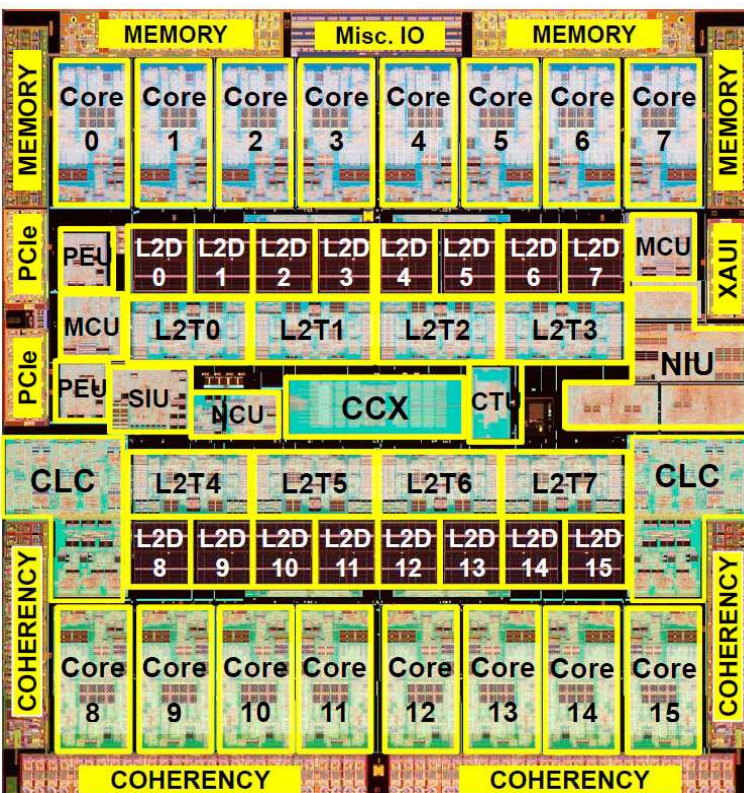 MEMORY
Misc. IO
MEMORY
MEMORY
MEMORY
Core
0
Core
1
Core
2
Core
3
Core
4
Core
5
Core
6
Core
7
PCIe
PEU
L2D
0
L2D
1
L2D
2
L2D
3
L2D
4
L2D
5
L2D
6
L2D
7
MCU
XAUI
MCU
L2T0
L2T1
L2T2
L2T3
NIU
PCIe
PEU
SIU
NCU
CCX
CTU
CLC
L2T4
L2T5
L2T6
L2T7
CLC
L2D
8
L2D
9
L2D
10
L2D
11
L2D
12
L2D
13
L2D
14
L2D
15
COHERENCY
COHERENCY
Core
8
Core
9
Core
10
Core
11
Core
12
Core
13
Core
14
Core
15
COHERENCY
COHERENCY